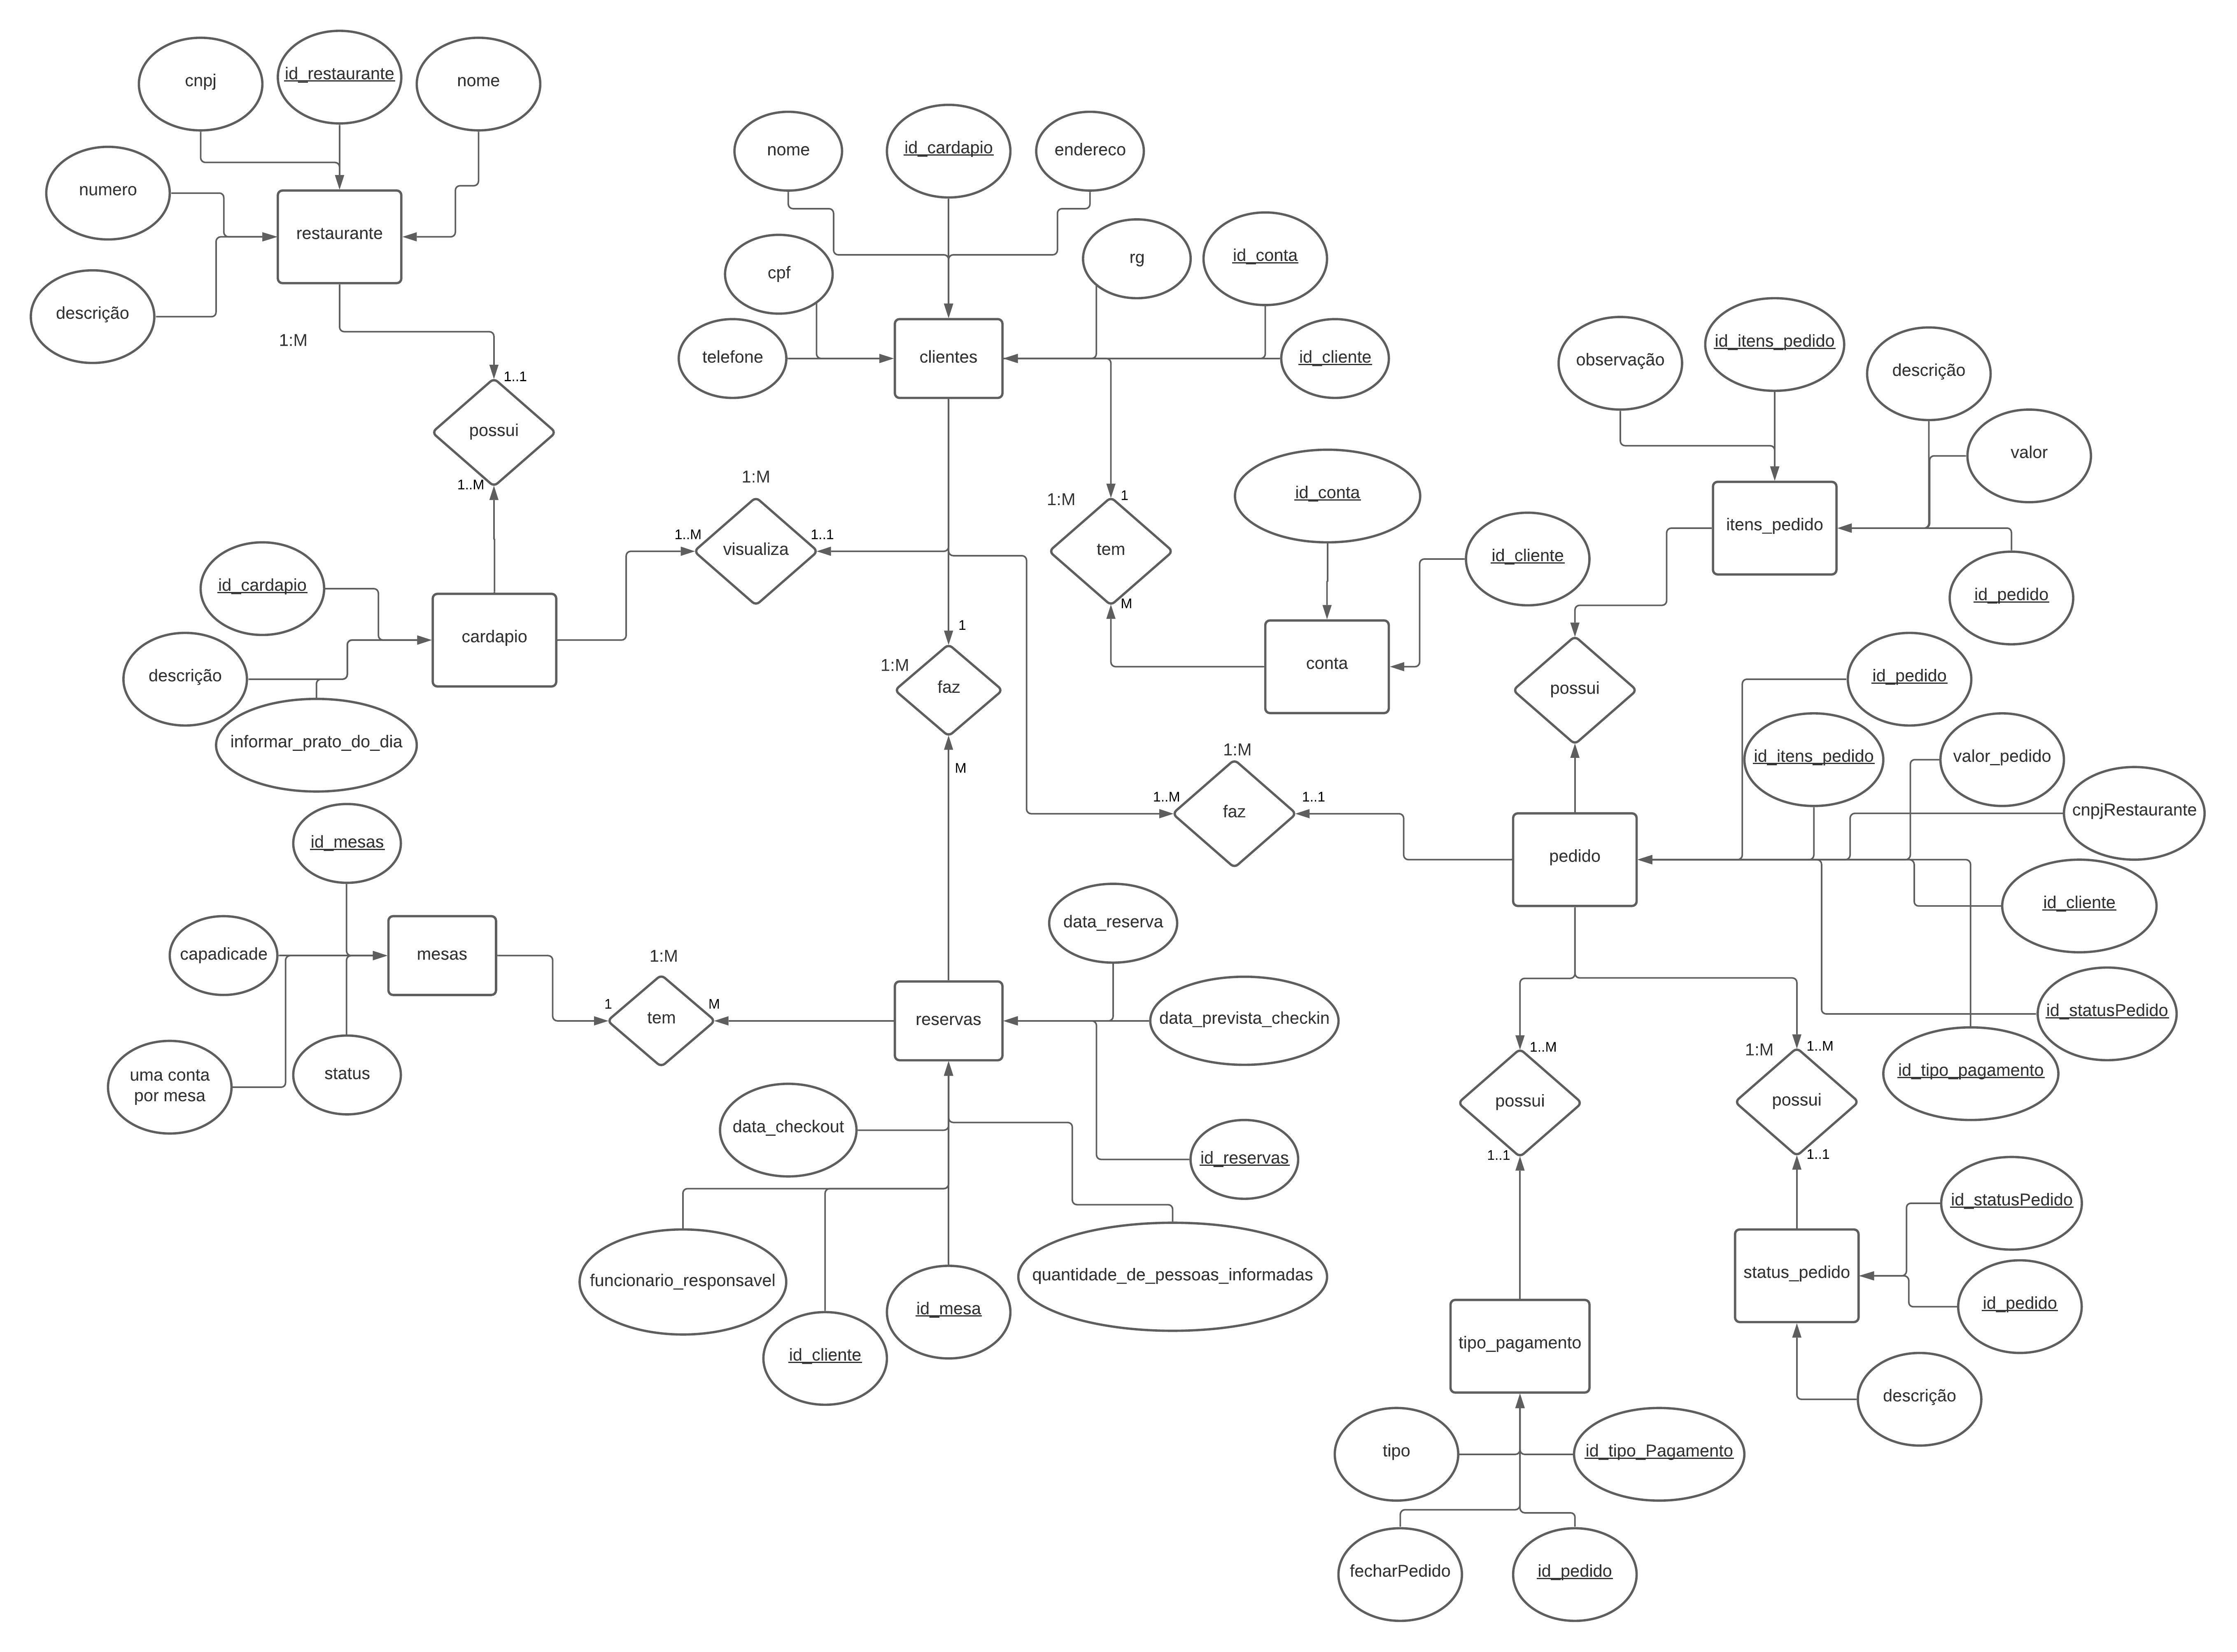 cnpj
id_restaurante
nome
numero
restaurante
descrição
1:M
1..1
possui
1..M
nome
id_cardapio
endereco
cpf
rg
id_conta
telefone
clientes
id_cliente
1:M
1..M
visualiza
1..1
1:M
1
tem
M
id_conta
id_cliente
conta
observação
id_itens_pedido
descrição
valor
itens_pedido
id_pedido
id_cardapio
cardapio
descrição
informar_prato_do_dia
1
1:M
faz
M
possui
id_pedido
id_itens_pedido
valor_pedido
cnpjRestaurante
1:M
1..M
faz
1..1
pedido
id_cliente
id_statusPedido
id_tipo_pagamento
id_mesas
capadicade
mesas
uma conta
por mesa
status
1:M
1
tem
M
reservas
data_reserva
data_prevista_checkin
data_checkout
id_reservas
funcionario_responsavel
id_cliente
id_mesa
quantidade_de_pessoas_informadas
1..M
possui
1..1
1:M
1..M
possui
1..1
id_statusPedido
status_pedido
id_pedido
descrição
tipo_pagamento
tipo
id_tipo_Pagamento
fecharPedido
id_pedido